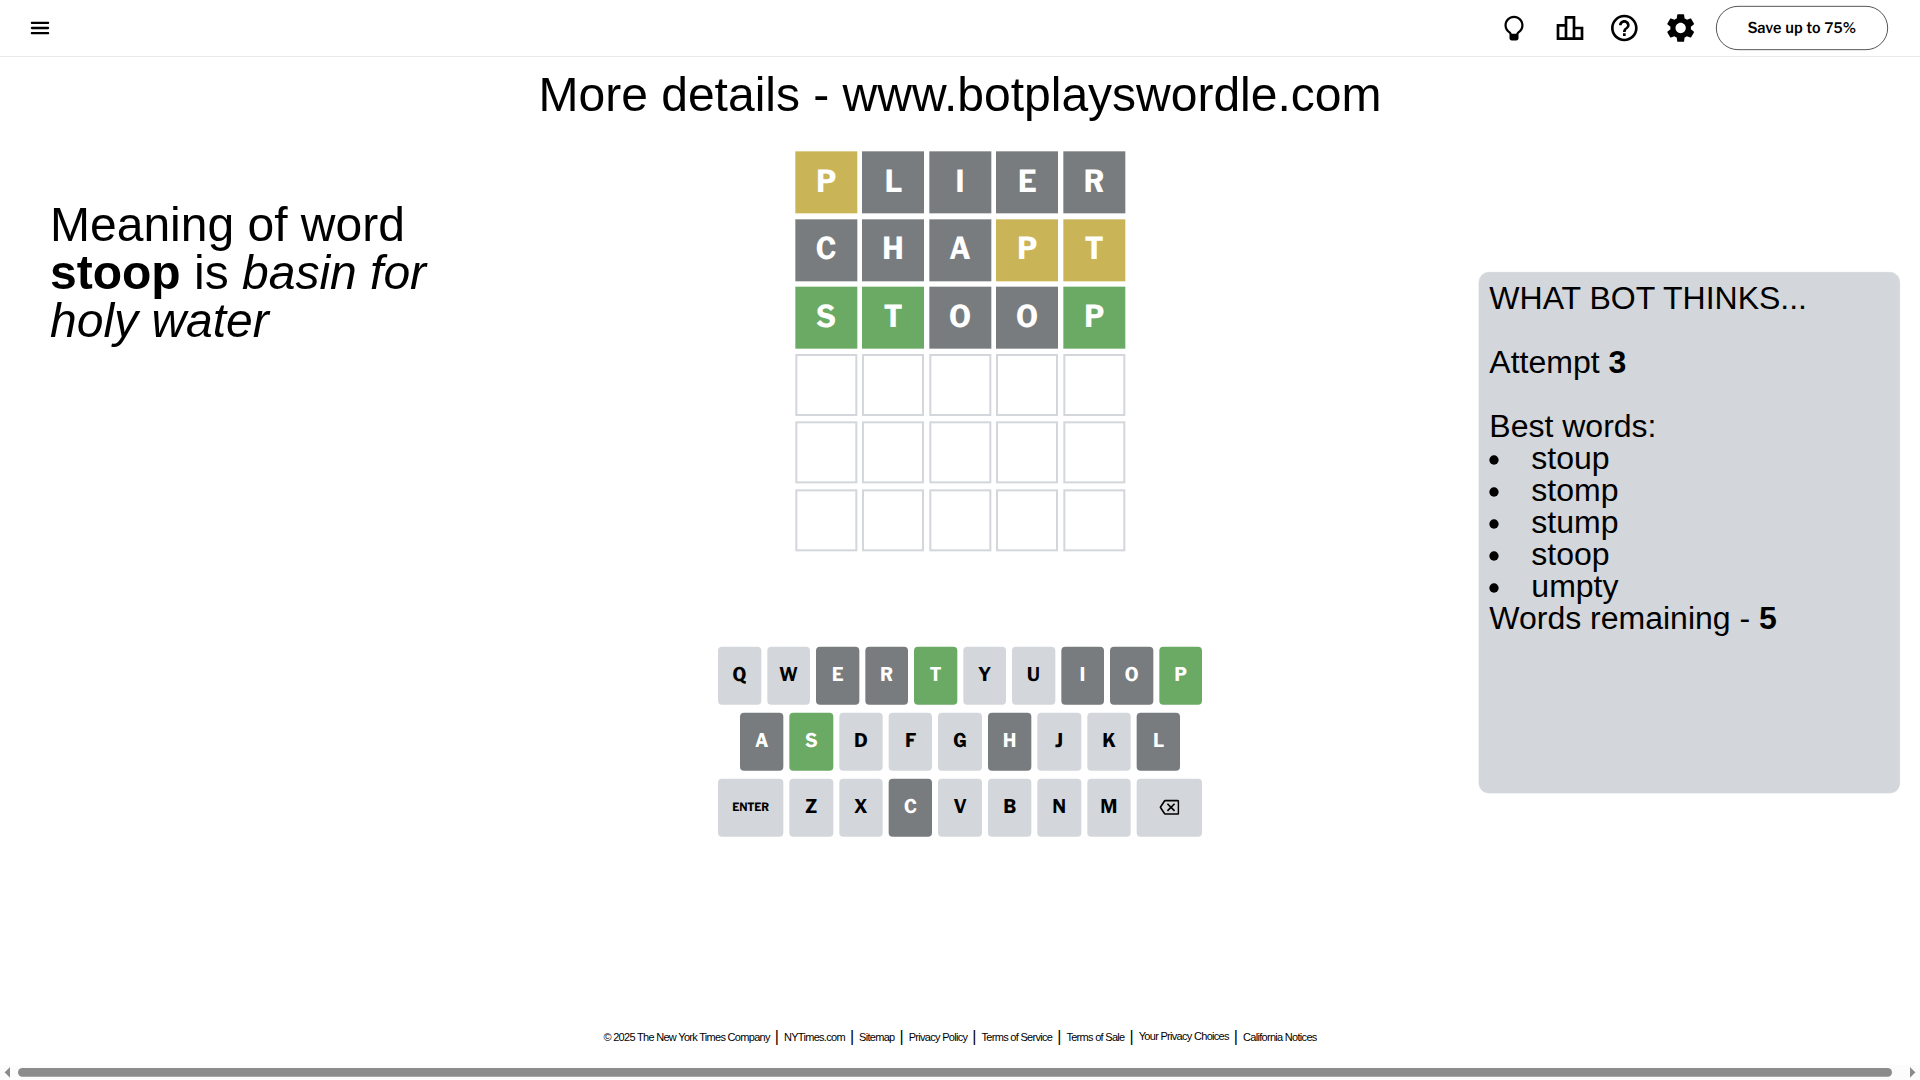 Save up to 75%
More details - www.botplayswordle.com
Meaning of word
stoop is basin for
holy water
P L I E R
C H A P T
S T O O P
WHAT BOT THINKS...
Attempt 3
Best words:
• stoup
• stomp
• stump
• stoop
• umpty
Words remaining - 5
Q W E R T Y U I O P
A S D F G H J K L
ENTER Z X C V B N M
© 2025 The New York Times Company | NYTimes.com | Sitemap | Privacy Policy | Terms of Service | Terms of Sale | Your Privacy Choices | California Notices